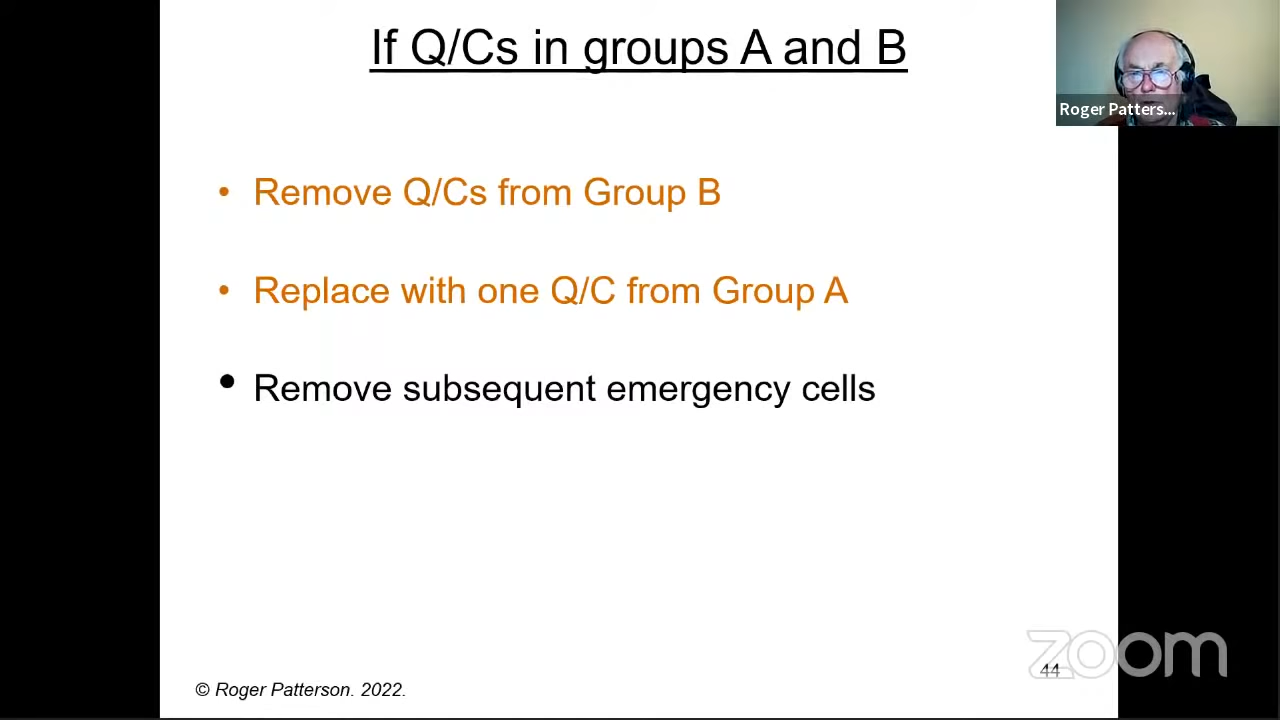 If Q/Cs in groups A and B
Roger Patters...
• Remove Q/Cs from Group B
• Replace with one Q/C from Group A
• Remove subsequent emergency cells
zoom
44
© Roger Patterson. 2022.